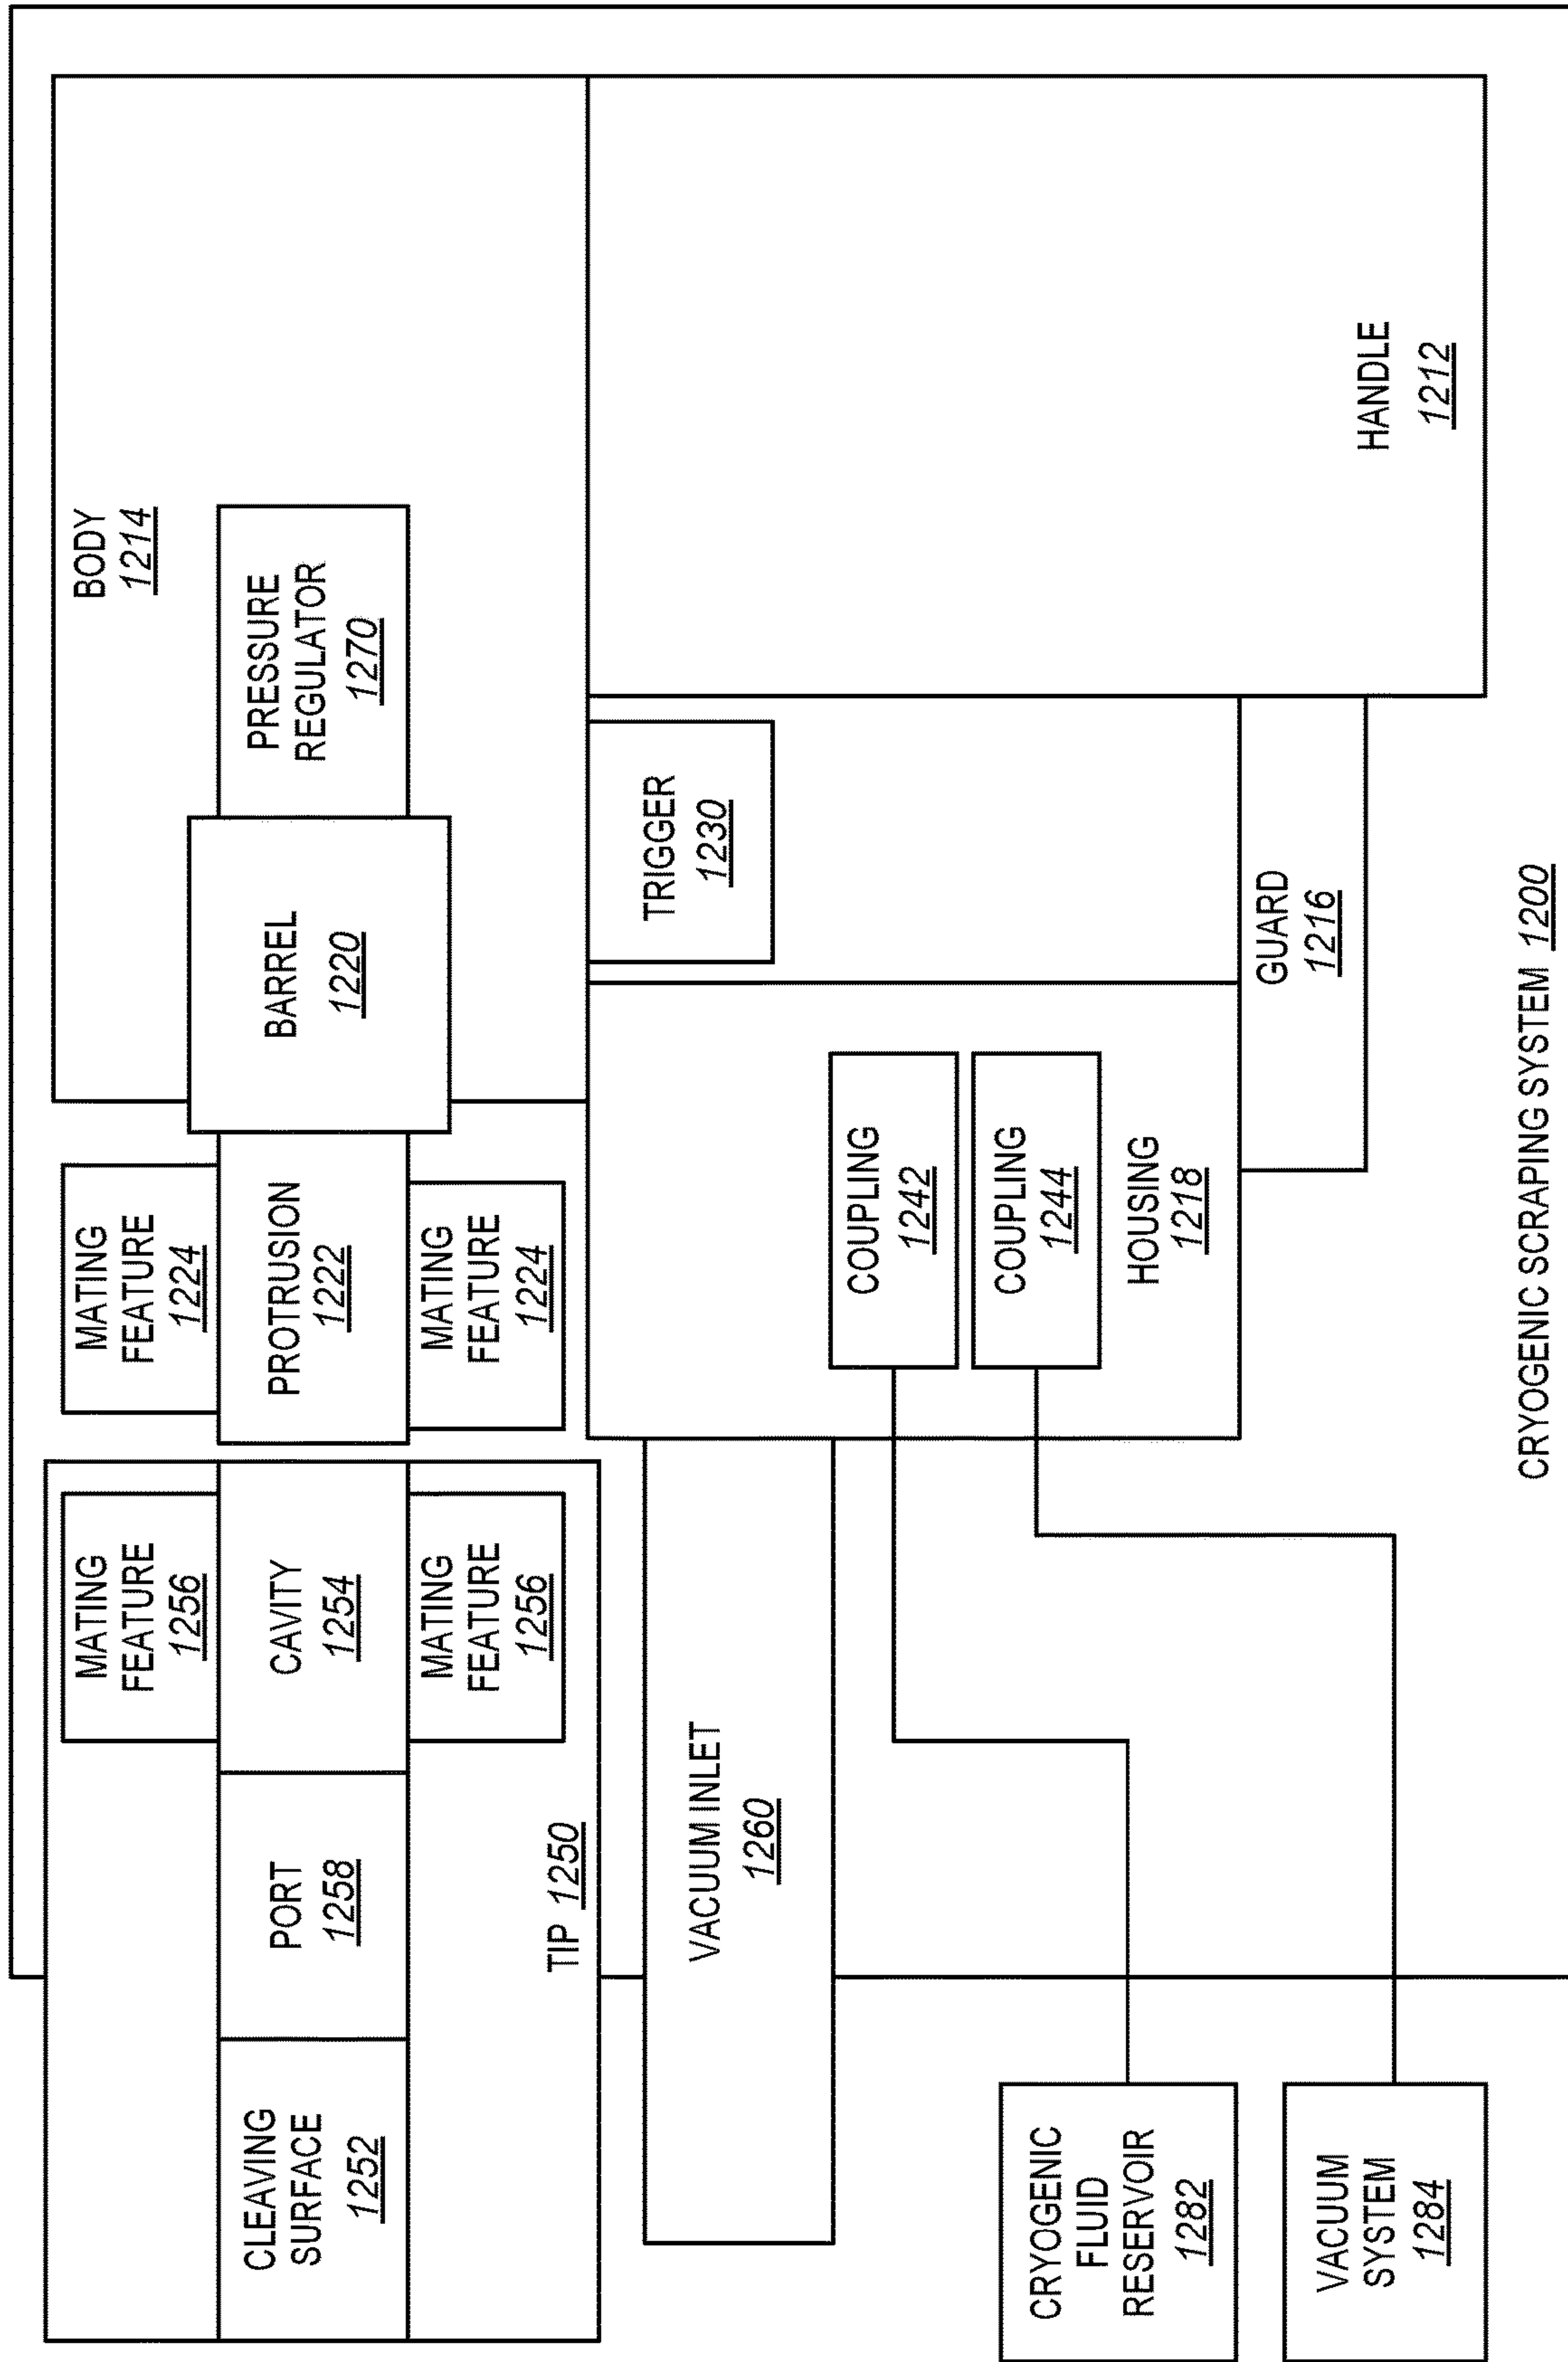 BODY
1214
MATING
FEATURE
1256
MATING
FEATURE
1224
CLEAVING
SURFACE
1252
PORT
1258
CAVITY
1254
PROTRUSION
1222
BARREL
1220
PRESSURE
REGULATOR
1270
MATING
FEATURE
1256
MATING
FEATURE
1224
TIP 1250
TRIGGER
1230
VACUUM INLET
1260
COUPLING
1242
COUPLING
1244
HOUSING
1218
CRYOGENIC
FLUID
RESERVOIR
1282
GUARD
1216
HANDLE
1212
VACUUM
SYSTEM
1284
CRYOGENIC SCRAPING SYSTEM 1200